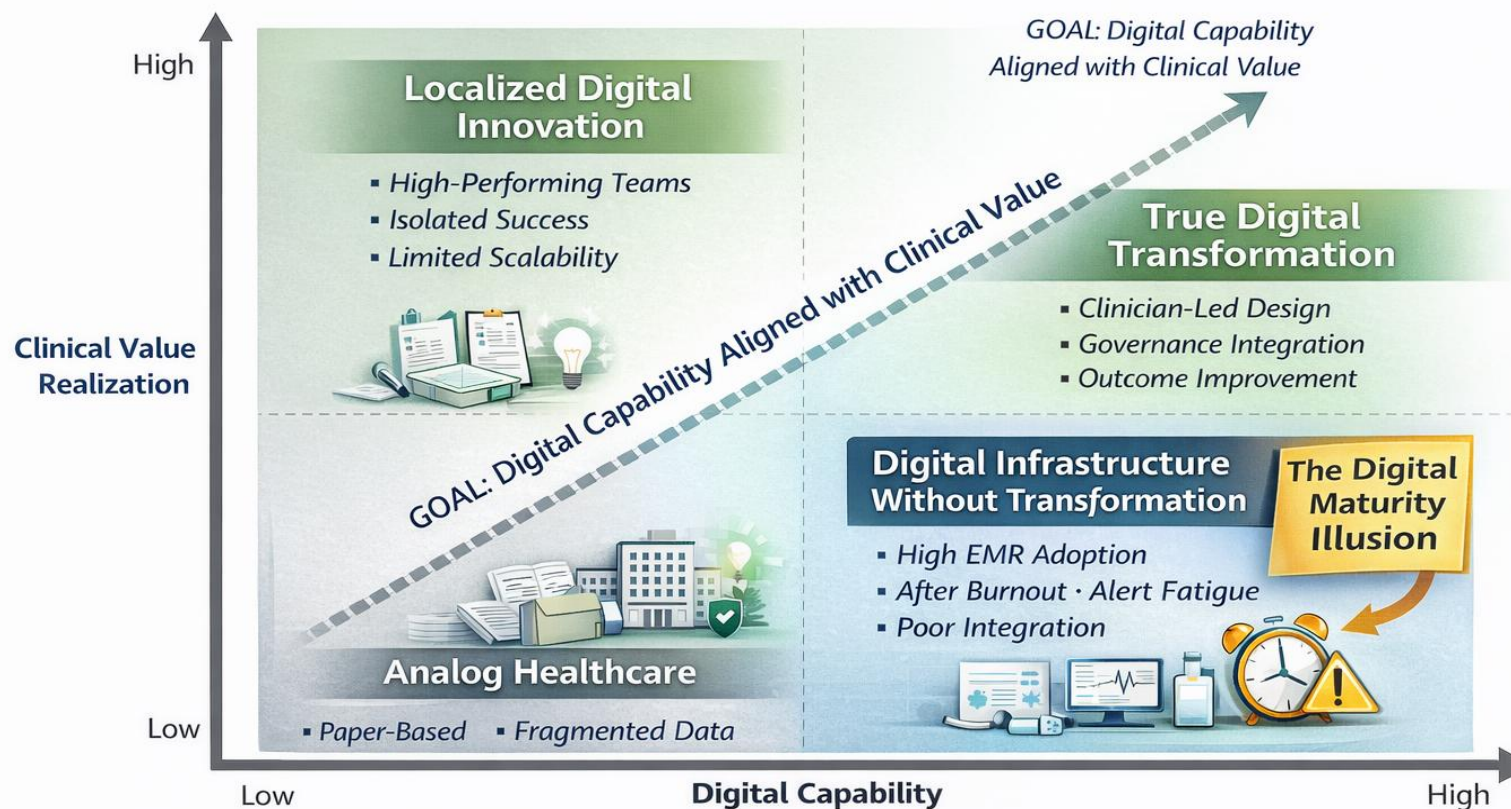 GOAL: Digital Capability
Aligned with Clinical Value
High
Localized Digital
Innovation
▪ High-Performing Teams
▪ Isolated Success
▪ Limited Scalability
GOAL: Digital Capability Aligned with Clinical Value
True Digital
Transformation
▪ Clinician-Led Design
▪ Governance Integration
▪ Outcome Improvement
Clinical Value
Realization
Digital Infrastructure
Without Transformation
The Digital
Maturity
Illusion
▪ High EMR Adoption
▪ After Burnout · Alert Fatigue
▪ Poor Integration
Analog Healthcare
▪ Paper-Based ▪ Fragmented Data
Low
Low
Digital Capability
High